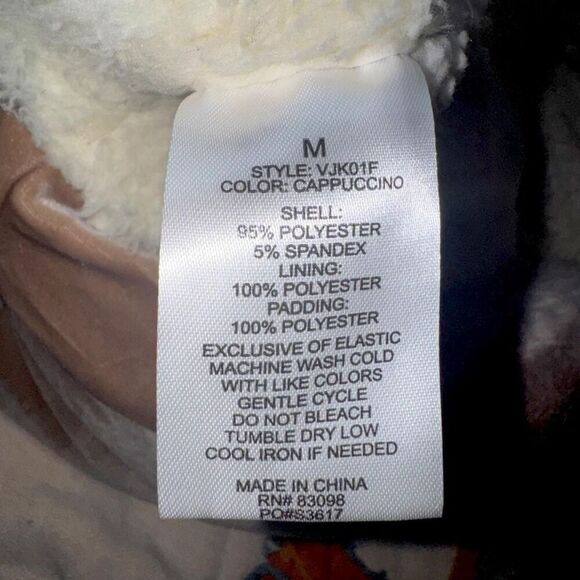 M
STYLE: VJK01F
COLOR: CAPPUCCINO
SHELL:
95% POLYESTER
5% SPANDEX
LINING:
100% POLYESTER
PADDING:
100% POLYESTER
EXCLUSIVE OF ELASTIC
MACHINE WASH COLD
WITH LIKE COLORS
GENTLE CYCLE
DO NOT BLEACH
TUMBLE DRY LOW
COOL IRON IF NEEDED
MADE IN CHINA
RN# 83098
PO#S3617